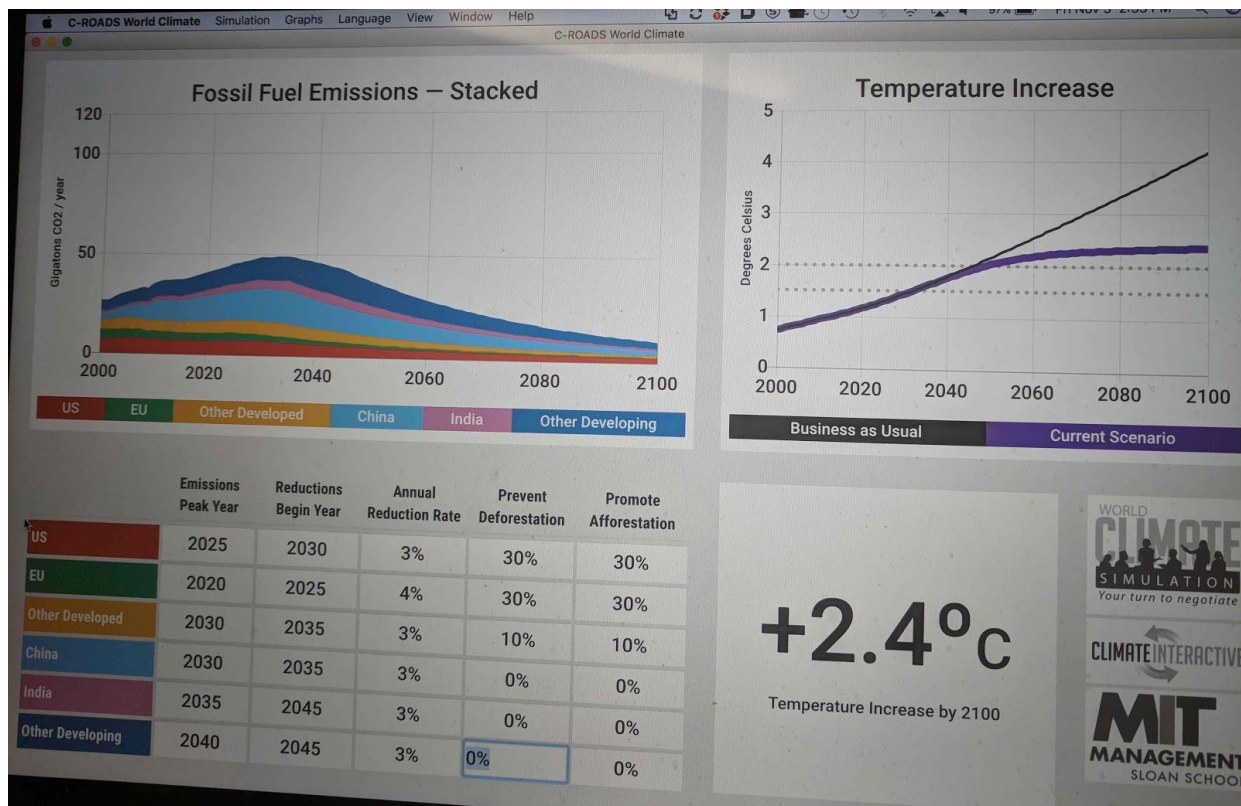 C-ROADS World Climate Simulation Graphs Language View Window Help
C-ROADS World Climate
Fossil Fuel Emissions — Stacked
120
100
50
0
Gigatons CO2 / year
2000 2020 2040 2060 2080 2100
US EU Other Developed China India Other Developing
Temperature Increase
5
4
3
2
1
0
Degrees Celsius
2000 2020 2040 2060 2080 2100
Business as Usual Current Scenario
Emissions Peak Year
Reductions Begin Year
Annual Reduction Rate
Prevent Deforestation
Promote Afforestation
US 2025 2030 3% 30% 30%
EU 2020 2025 4% 30% 30%
Other Developed 2030 2035 3% 10% 10%
China 2030 2035 3% 0% 0%
India 2035 2045 3% 0% 0%
Other Developing 2040 2045 3% 0% 0%
+2.4°C
Temperature Increase by 2100
WORLD
CLIMATE
SIMULATION
Your turn to negotiate
CLIMATE INTERACTIVE
MIT
MANAGEMENT
SLOAN SCHOO